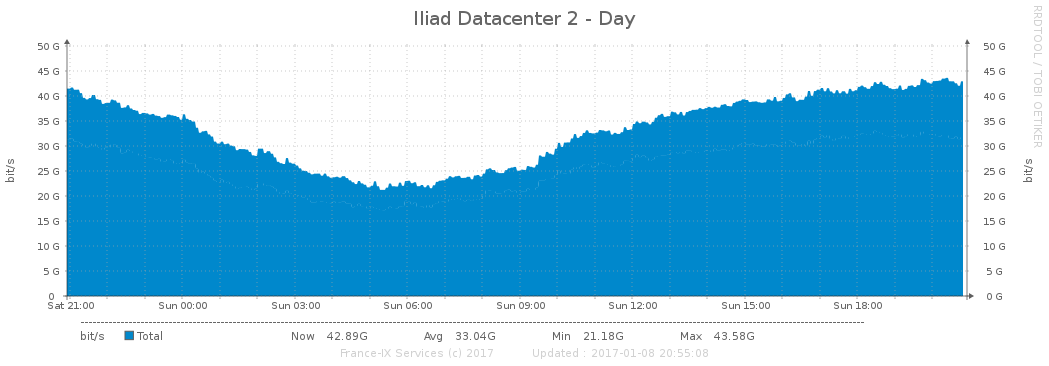 Iliad Datacenter 2 - Day
RRDTOOL / TOBI OETIKER
50 G 50 G
45 G 45 G
40 G 40 G
35 G 35 G
30 G 30 G
25 G 25 G
20 G 20 G
15 G 15 G
10 G 10 G
5 G 5 G
0 0 G
bit/s bit/s
Sat 21:00 Sun 00:00 Sun 03:00 Sun 06:00 Sun 09:00 Sun 12:00 Sun 15:00 Sun 18:00
bit/s Total Now 42.89G Avg 33.04G Min 21.18G Max 43.58G
France-IX Services (c) 2017 Updated : 2017-01-08 20:55:08